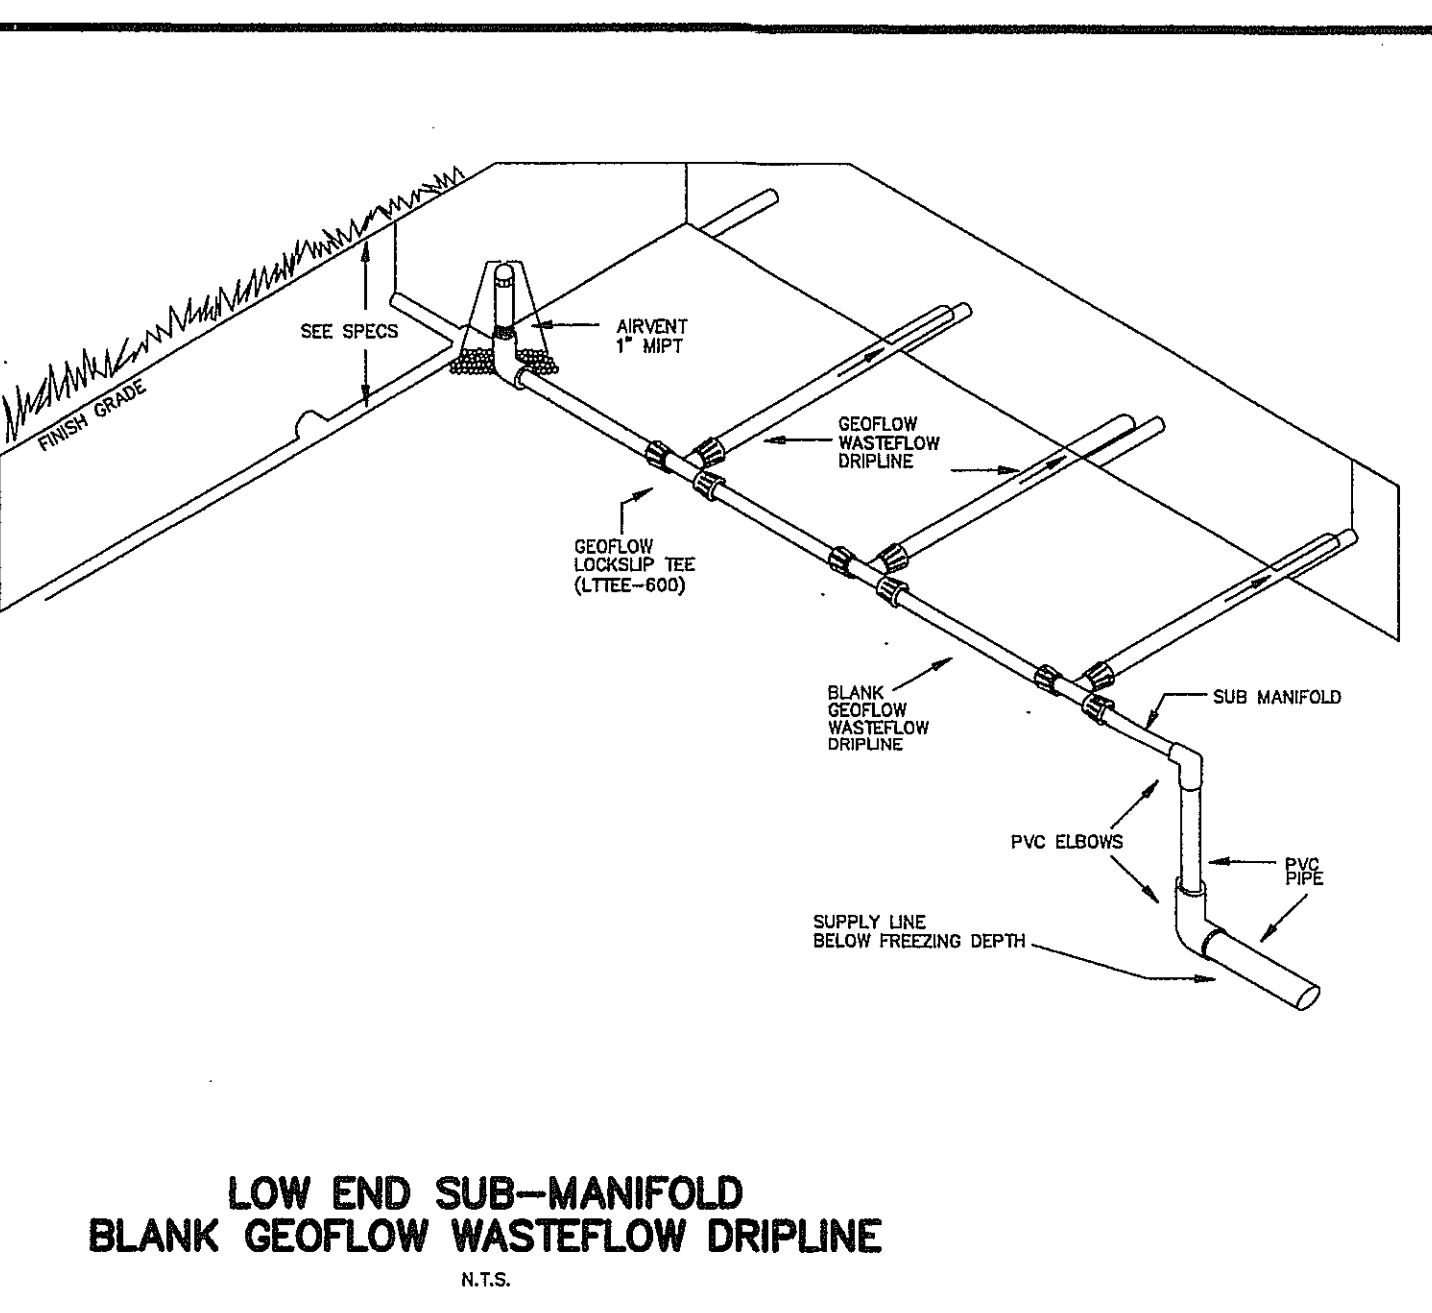 SEE SPECS
FINISH GRADE
AIRVENT
1" MIPT
GEOFLOW
WASTEFLOW
DRIPLINE
GEOFLOW
LOCKSLIP TEE
(LTTEE-600)
BLANK
GEOFLOW
WASTEFLOW
DRIPLINE
SUB MANIFOLD
PVC ELBOWS
PVC
PIPE
SUPPLY LINE
BELOW FREEZING DEPTH
LOW END SUB-MANIFOLD
BLANK GEOFLOW WASTEFLOW DRIPLINE
N.T.S.